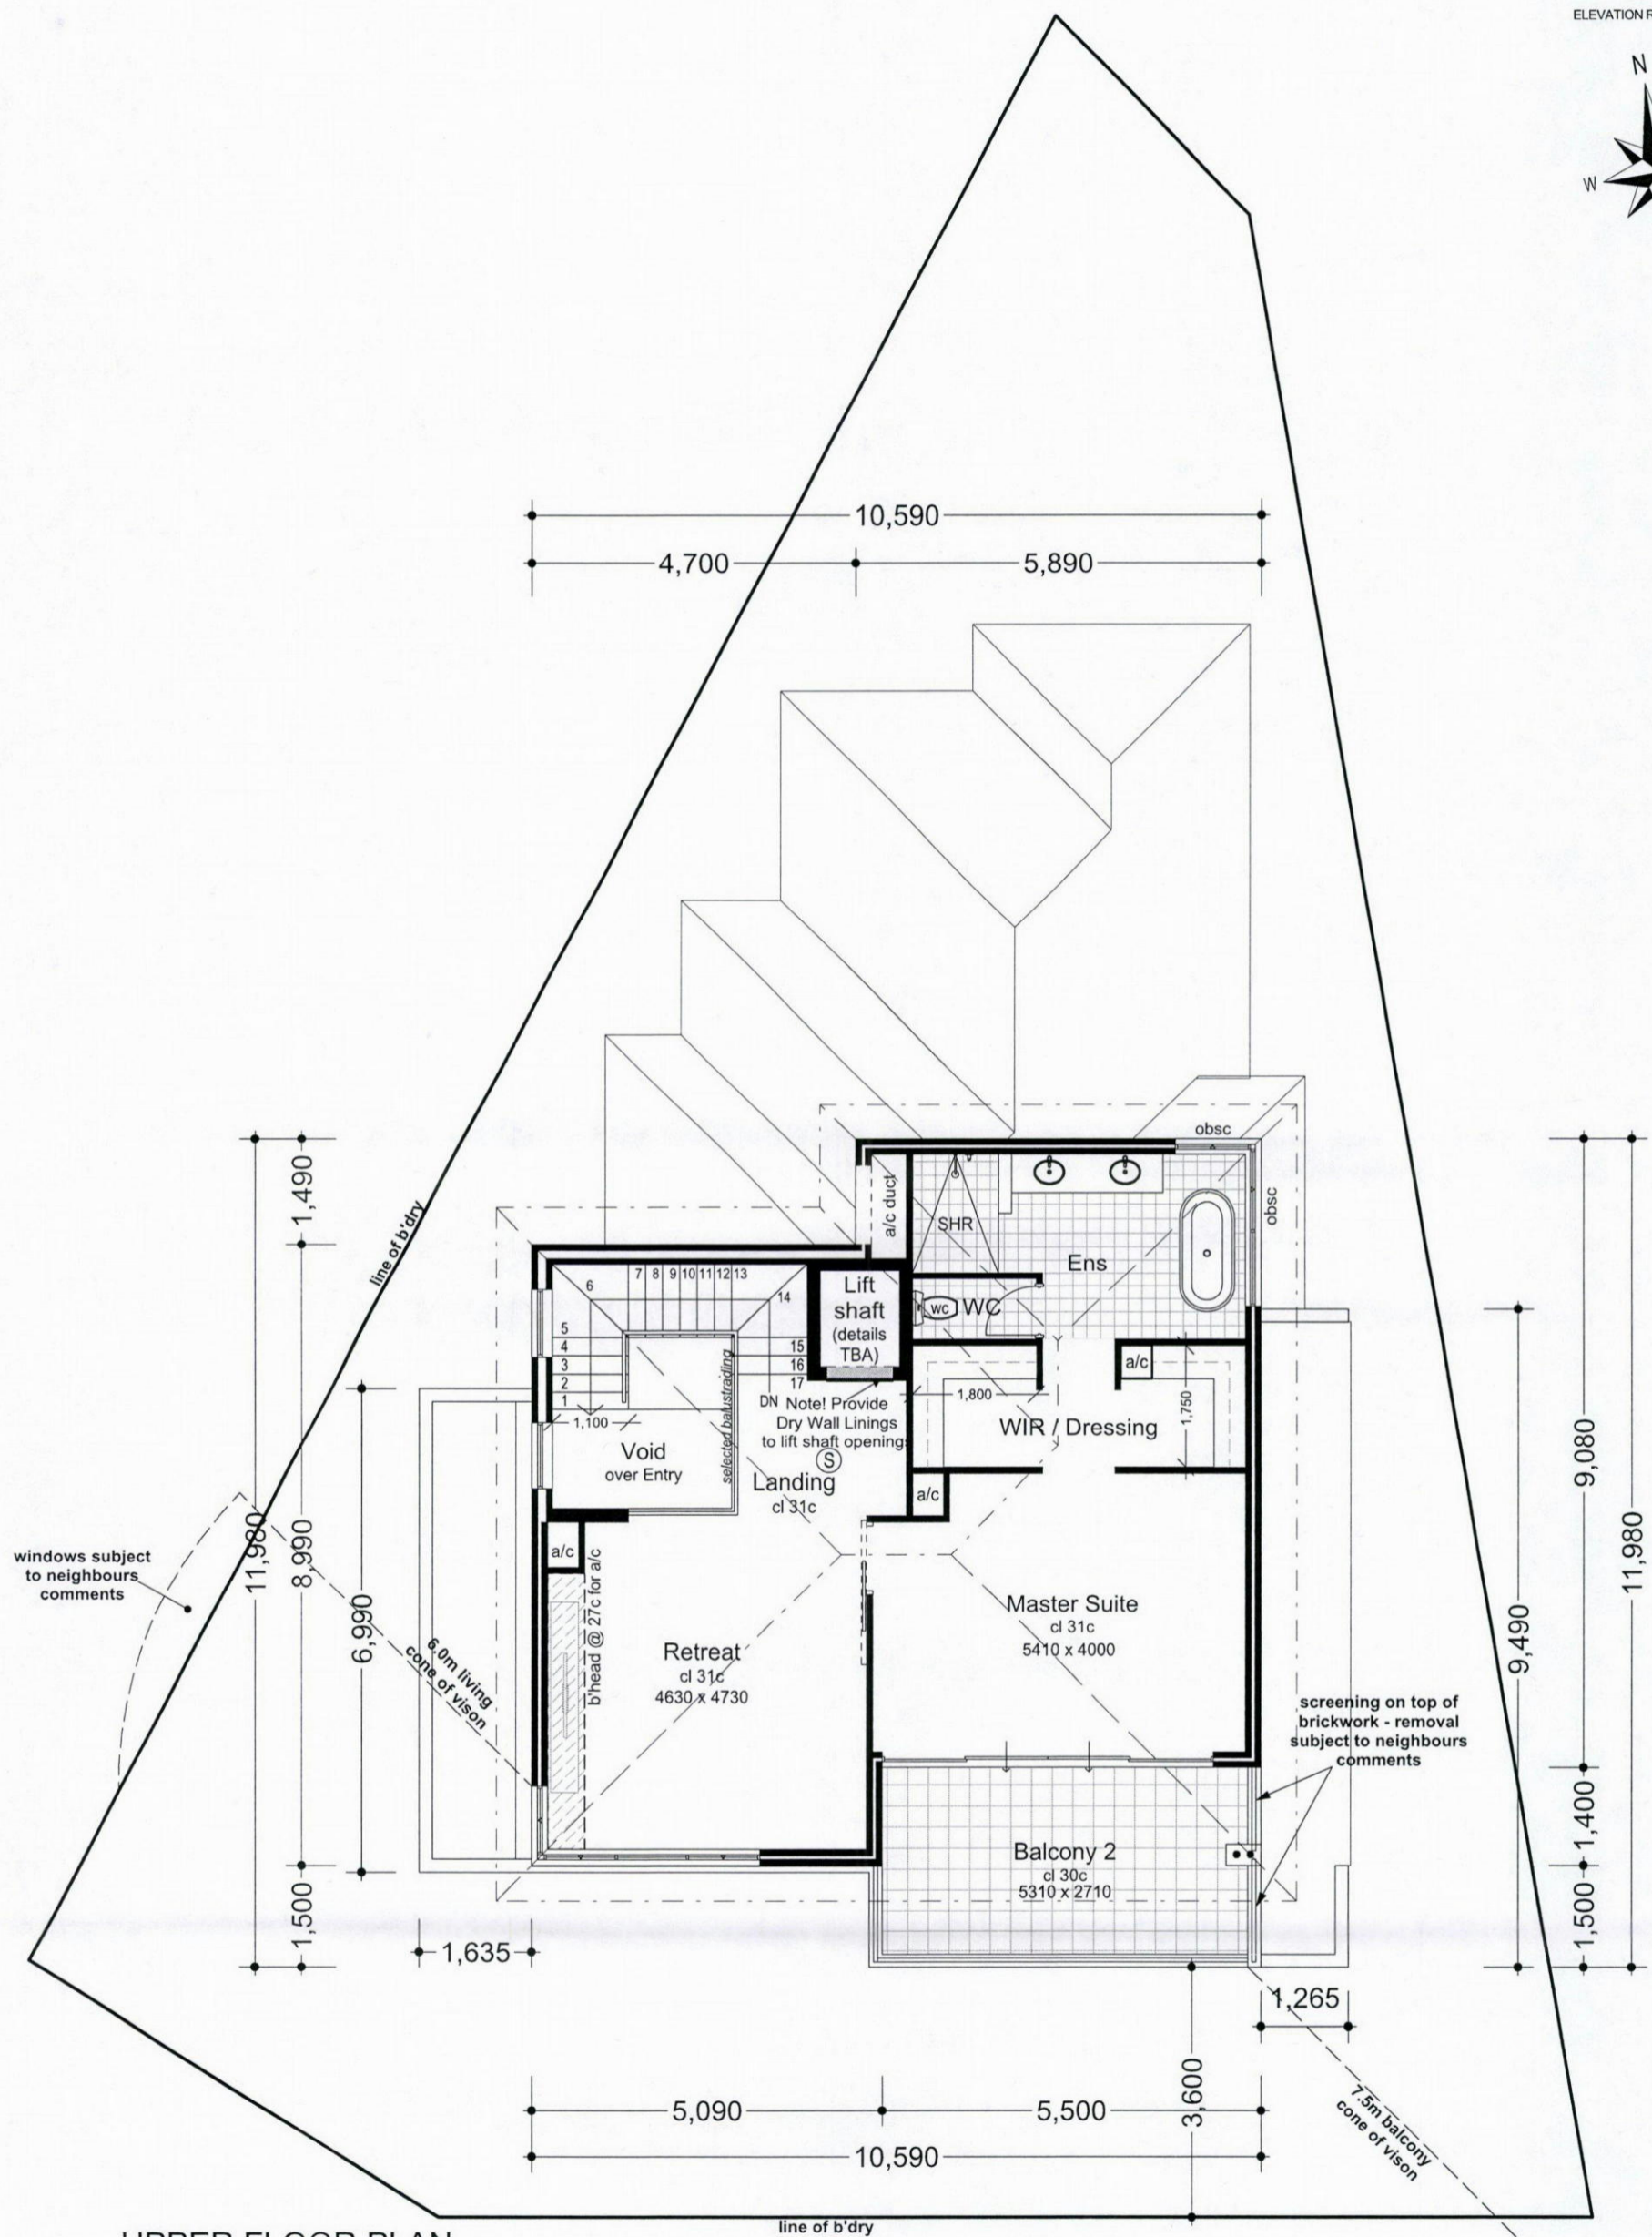 ELEVATION R
N
W
10,590
4,700
5,890
line of b'dry
1,490
11,980
8,990
6,990
1,500
1,635
windows subject
to neighbours
comments
6.0m living
cone of vison
obsc
obsc
a/c duct
SHR
Ens
WC
WC
Lift
shaft
(details
TBA)
6
7 8 9 10 11 12 13
14
5
4
3
2
1
15
16
17
DN
1,100
selected balustrading
Note! Provide
Dry Wall Linings
to lift shaft opening
S
Void
over Entry
Landing
cl 31c
a/c
1,800
1,750
WIR / Dressing
a/c
a/c
b'head @ 27c for a/c
Retreat
cl 31c
4630 x 4730
Master Suite
cl 31c
5410 x 4000
Balcony 2
cl 30c
5310 x 2710
screening on top of
brickwork - removal
subject to neighbours
comments
9,080
11,980
9,490
1,400
1,500
1,265
3,600
7.5m balcony
cone of vison
5,090
5,500
10,590
line of b'dry
UPPER FLOOR PLAN